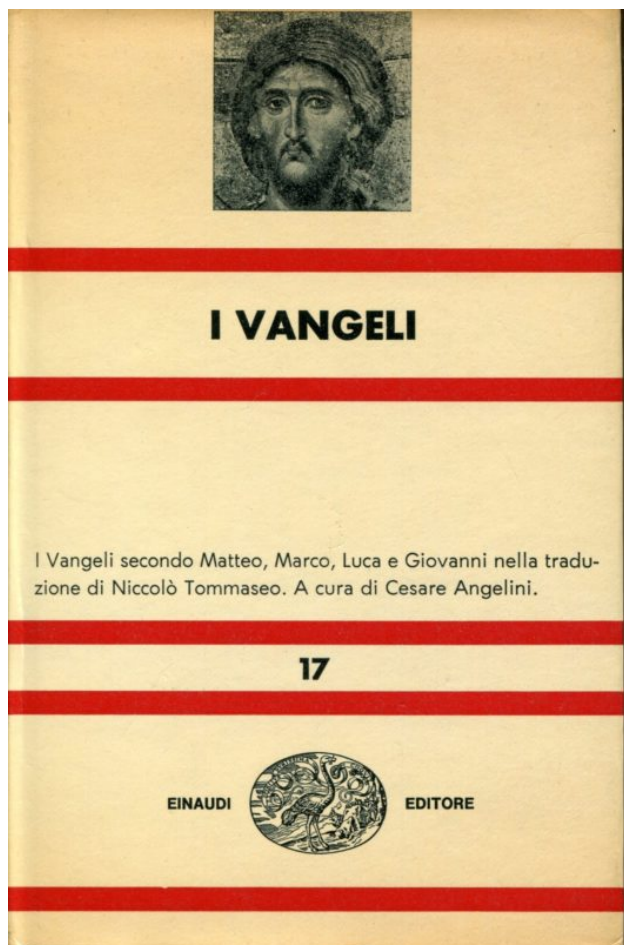 I VANGELI
I Vangeli secondo Matteo, Marco, Luca e Giovanni nella tradu-
zione di Niccolò Tommaseo. A cura di Cesare Angelini.
17
EINAUDI EDITORE